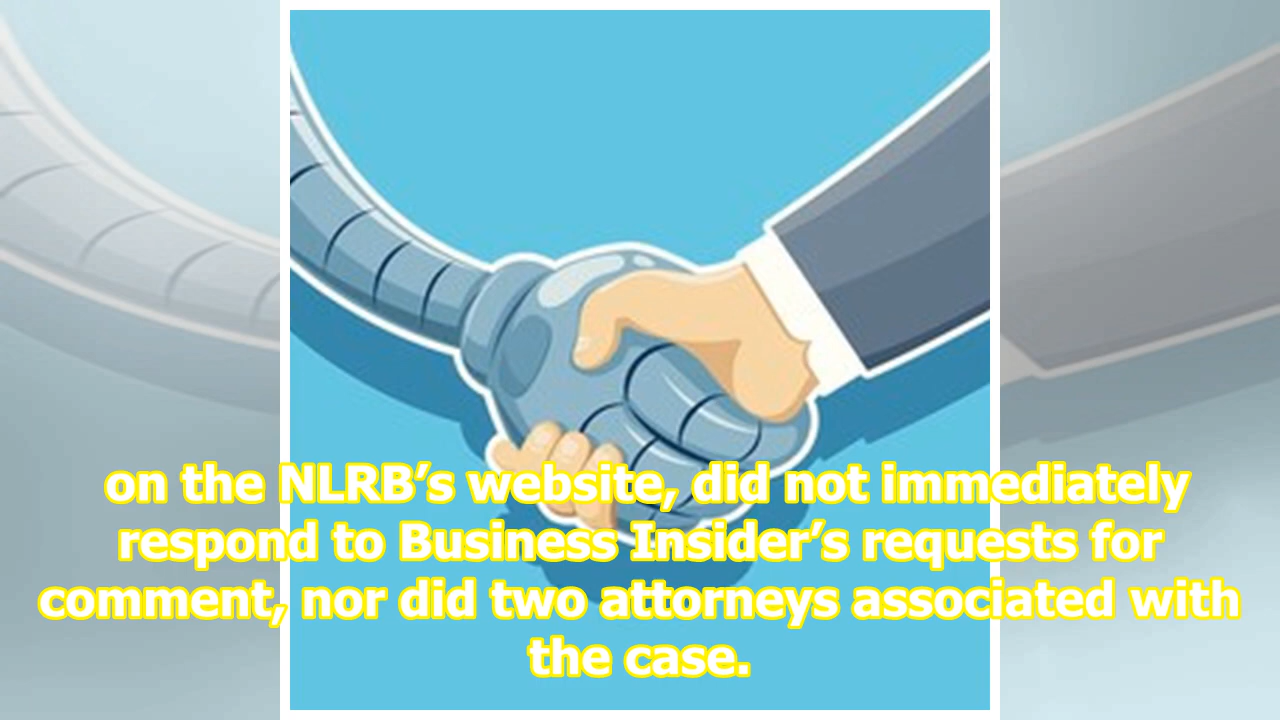 on the NLRB’s website, did not immediately
respond to Business Insider’s requests for
comment, nor did two attorneys associated with
the case.